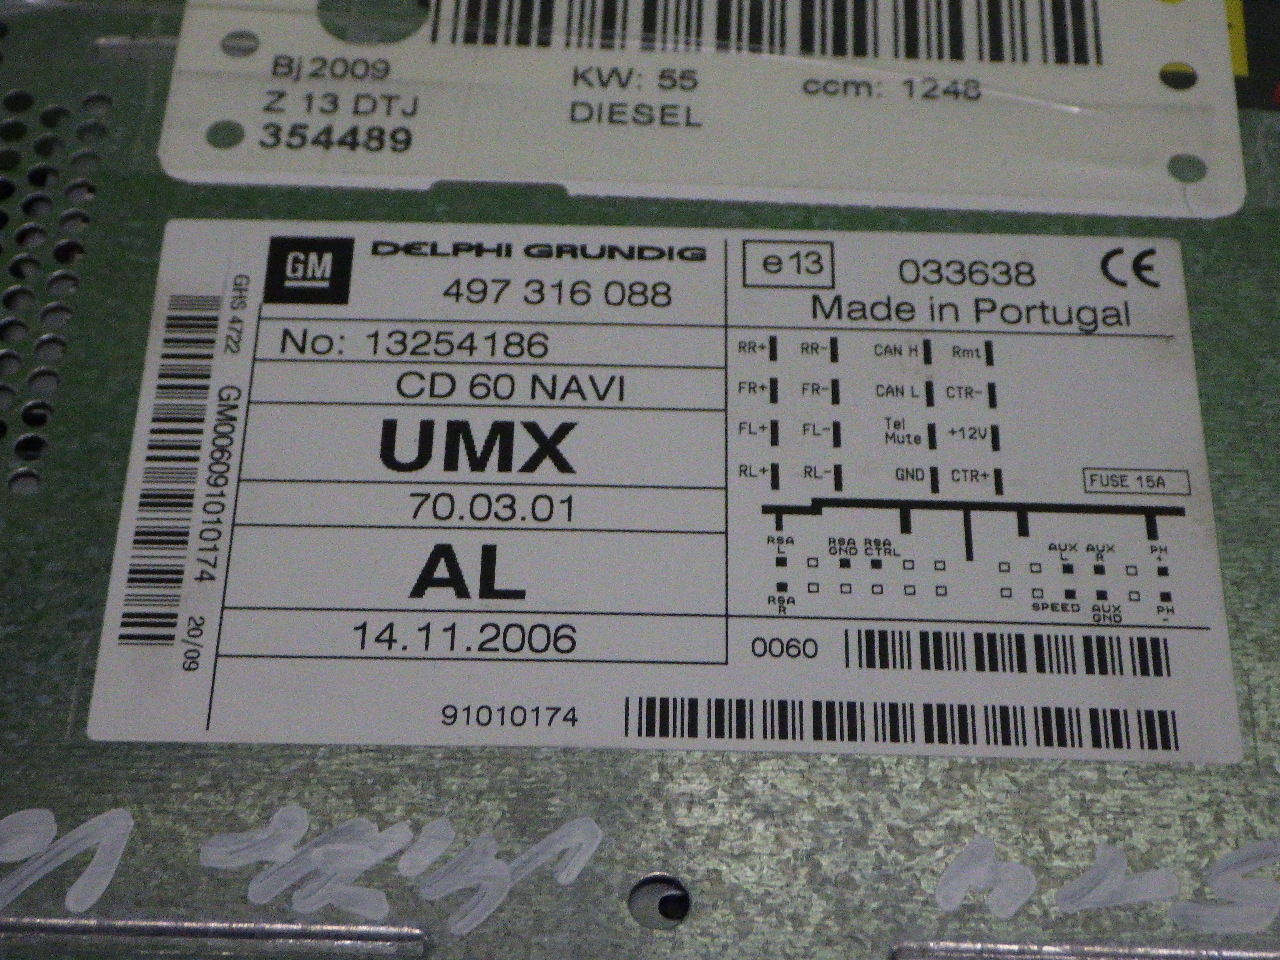 Bj2009
KW: 55
ccm: 1248
Z 13 DTJ
DIESEL
354489
GM
DELPHI GRUNDIG
497 316 088
No: 13254186
CD 60 NAVI
UMX
70.03.01
AL
14.11.2006
91010174
GHS 4722
GM006091010174
20/09
e13
033638
CE
Made in Portugal
RR+ RR- CAN H Rmt
FR+ FR- CAN L CTR-
FL+ FL- Tel Mute +12V
RL+ RL- GND CTR+
FUSE 15A
RSA L
RSA GND
RSA CTRL
AUX L
AUX R
PH +
RSA R
SPEED
AUX GND
PH -
0060